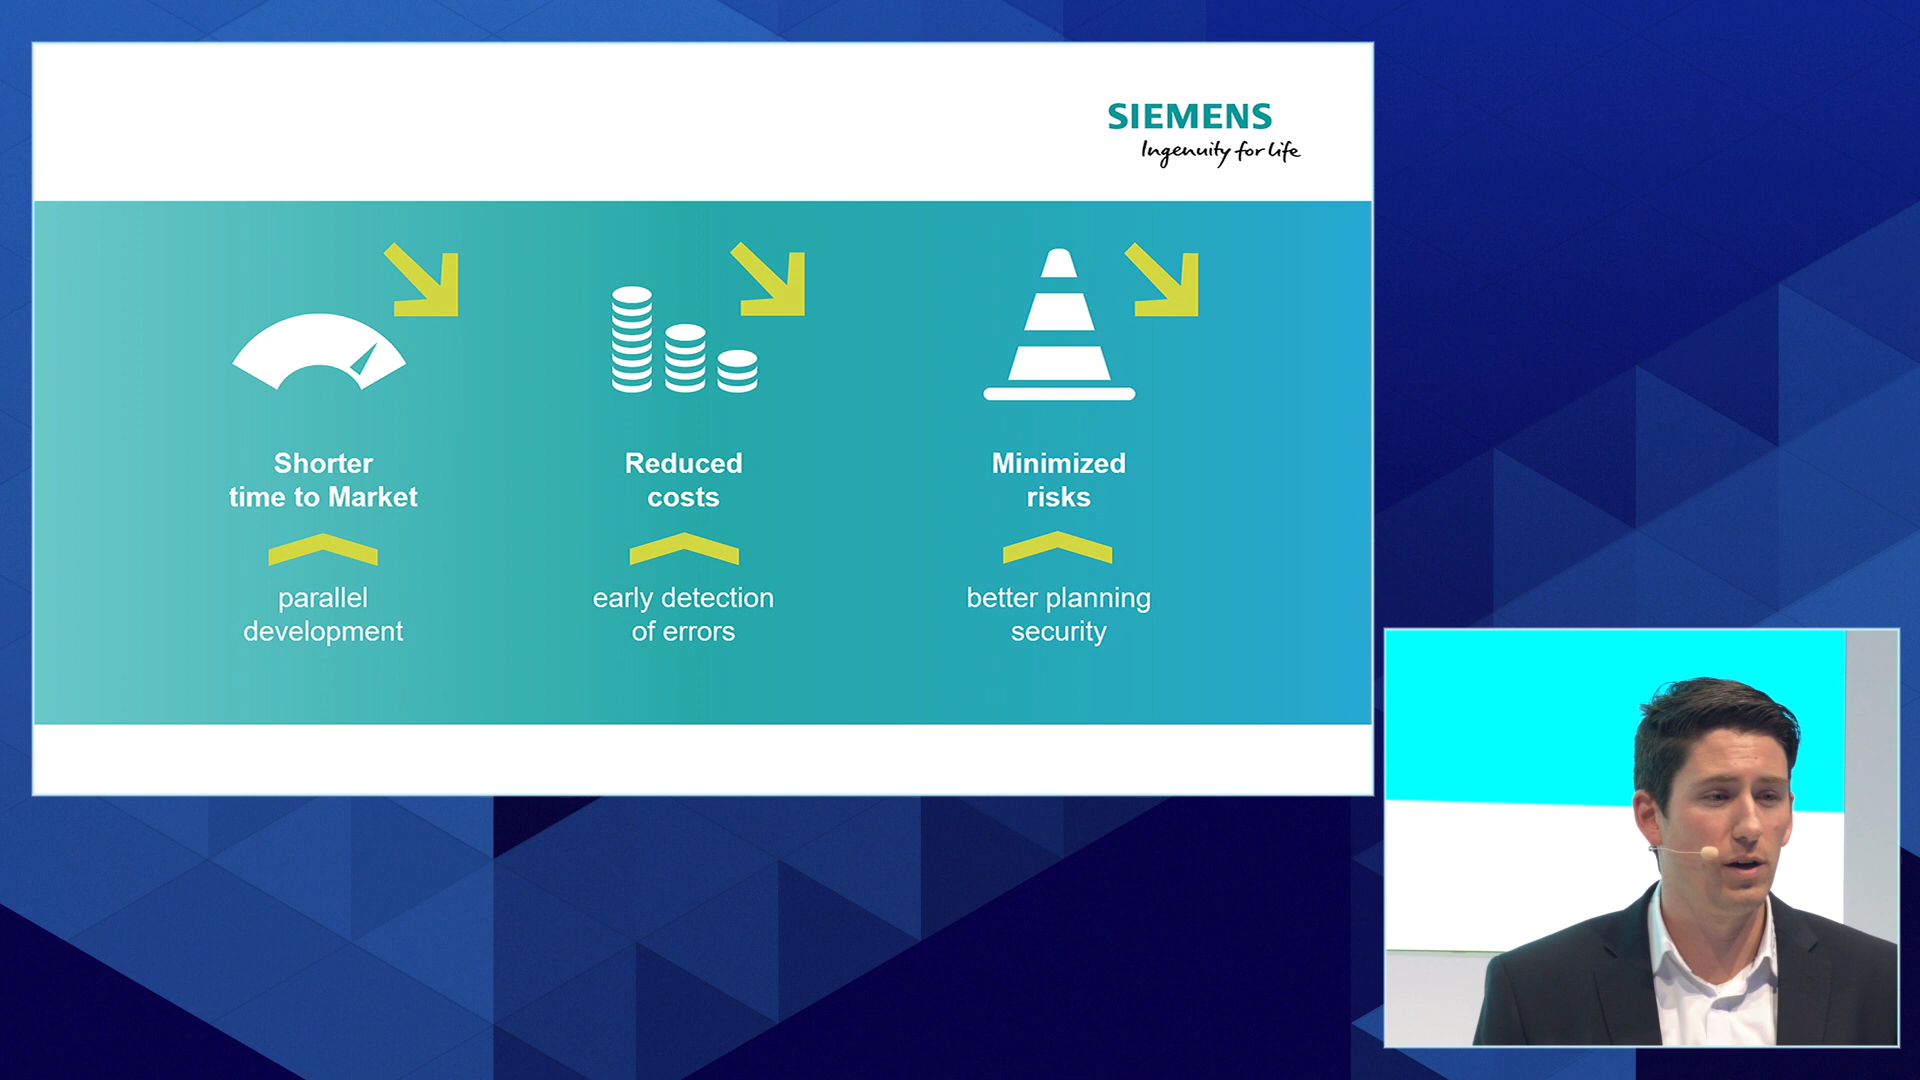 SIEMENS
Ingenuity for life
Shorter
time to Market
parallel
development
Reduced
costs
early detection
of errors
Minimized
risks
better planning
security